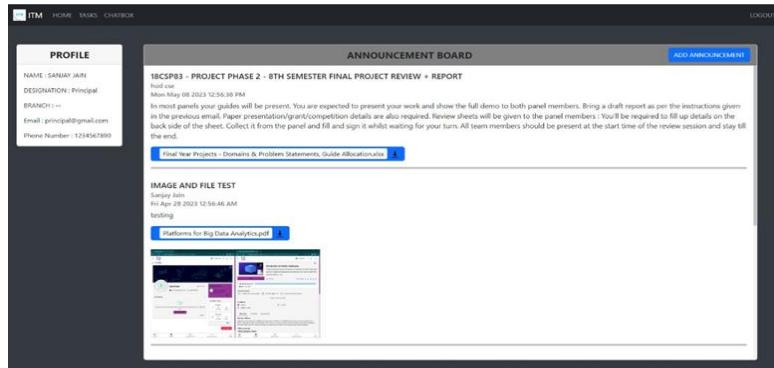 ITM HOME TASKS CHATBOX LOGOUT
PROFILE
NAME : SANJAY JAIN
DESIGNATION : Principal
BRANCH : --
Email : principal@gmail.com
Phone Number : 1234567890
ANNOUNCEMENT BOARD
ADD ANNOUNCEMENT
18CSP83 - PROJECT PHASE 2 - 8TH SEMESTER FINAL PROJECT REVIEW + REPORT
hod cse
Mon May 08 2023 12:56:38 PM
In most panels your guides will be present. You are expected to present your work and show the full demo to both panel members. Bring a draft report as per the instructions given
in the previous email. Paper presentation/grant/competition details are also required. Review sheets will be given to the panel members : You'll be required to fill up details on the
back side of the sheet. Collect it from the panel and fill and sign it whilst waiting for your turn. All team members should be present at the start time of the review session and stay till
the end.
Final Year Projects - Domains & Problem Statements, Guide Allocation.xlsx
IMAGE AND FILE TEST
Sanjay Jain
Fri Apr 28 2023 12:56:46 AM
testing
Platforms for Big Data Analytics.pdf